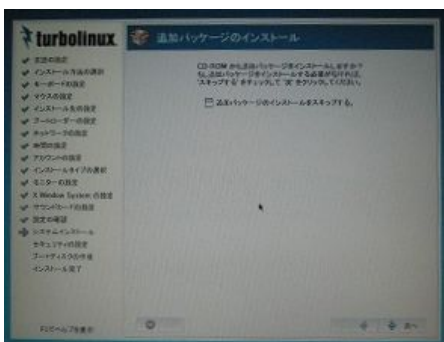 turbolinux
言語の設定
インストール方法の選択
キーボードの設定
マウスの設定
インストール先の設定
ブートローダーの設定
ネットワークの設定
時間の設定
アカウントの設定
インストールタイプの選択
モニターの設定
X Window System の設定
サウンドカードの設定
設定の確認
システムインストール
セキュリティの設定
ブートディスクの作成
インストール完了
F1でヘルプを表示
追加パッケージのインストール
CD-ROM から追加パッケージをインストールしますか？
もし追加パッケージをインストールする必要がなければ、
"スキップする" をチェックして "次" をクリックしてください。
追加パッケージのインストールをスキップする。
次へ